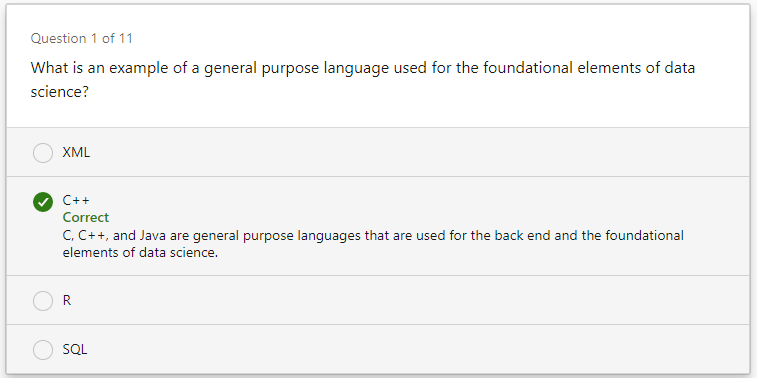 Question 1 of 11
What is an example of a general purpose language used for the foundational elements of data
science?
XML
C++
Correct
C, C++, and Java are general purpose languages that are used for the back end and the foundational
elements of data science.
R
SQL